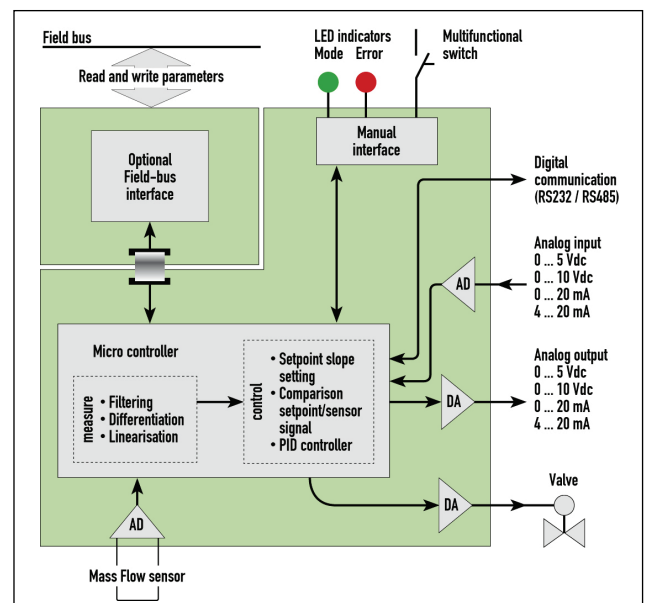 Field bus
Read and write parameters
LED indicators
Mode Error
Multifunctional
switch
Manual
interface
Optional
Field-bus
interface
Digital
communication
(RS232 / RS485)
Analog input
0 ... 5 Vdc
0 ... 10 Vdc
0 ... 20 mA
4 ... 20 mA
AD
Micro controller
measure
• Filtering
• Differentiation
• Linearisation
control
• Setpoint slope
setting
• Comparison
setpoint/sensor
signal
• PID controller
Analog output
0 ... 5 Vdc
0 ... 10 Vdc
0 ... 20 mA
4 ... 20 mA
DA
Valve
DA
AD
Mass Flow sensor